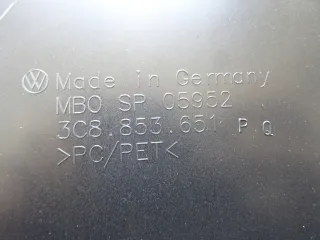 Made in Germany
MBO SP 05952
3C8.853.651 P.Q
>PC/PET<